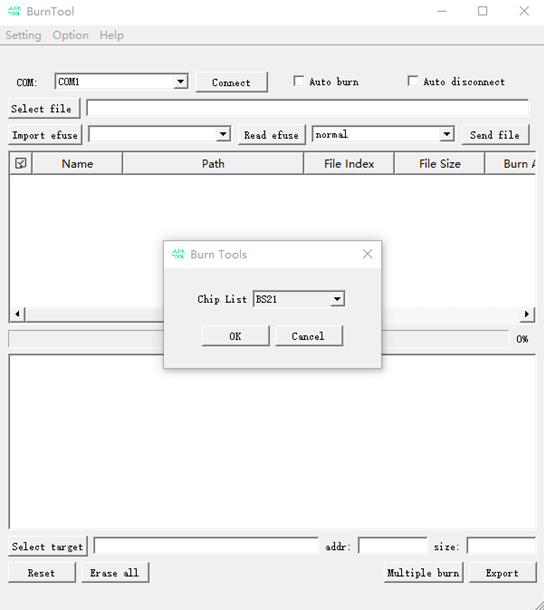 BURN TOOL BurnTool
Setting Option Help
COM: COM1 Connect Auto burn Auto disconnect
Select file
Import efuse Read efuse normal Send file
Name Path File Index File Size Burn A
Burn Tools
Chip List BS21
OK Cancel
0%
Select target addr: size:
Reset Erase all Multiple burn Export